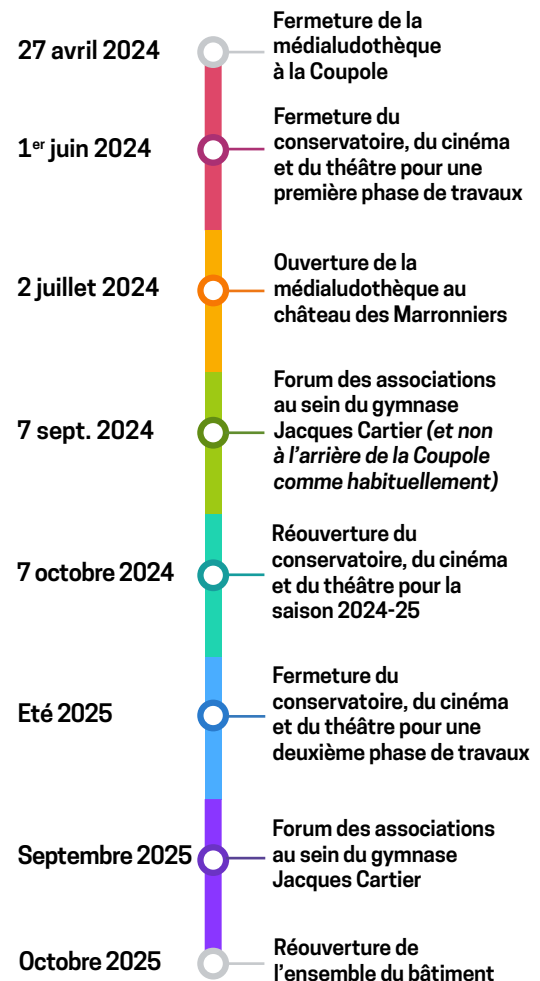 27 avril 2024
Fermeture de la
médialudothèque
à la Coupole
1er juin 2024
Fermeture du
conservatoire, du cinéma
et du théâtre pour une
première phase de travaux
2 juillet 2024
Ouverture de la
médialudothèque au
château des Marronniers
7 sept. 2024
Forum des associations
au sein du gymnase
Jacques Cartier (et non
à l'arrière de la Coupole
comme habituellement)
7 octobre 2024
Réouverture du
conservatoire, du cinéma
et du théâtre pour la
saison 2024-25
Eté 2025
Fermeture du
conservatoire, du cinéma
et du théâtre pour une
deuxième phase de travaux
Septembre 2025
Forum des associations
au sein du gymnase
Jacques Cartier
Octobre 2025
Réouverture de
l'ensemble du bâtiment